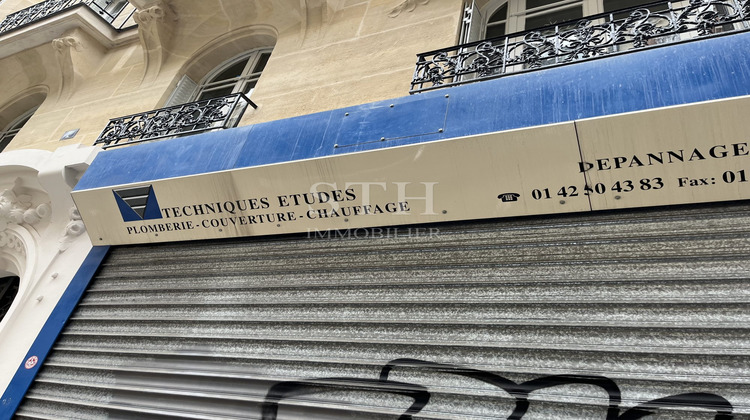 TECHNIQUES ETUDES
PLOMBERIE - COUVERTURE - CHAUFFAGE
DEPANNAGE
01 42 50 43 83 Fax: 01
STH
IMMOBILIER